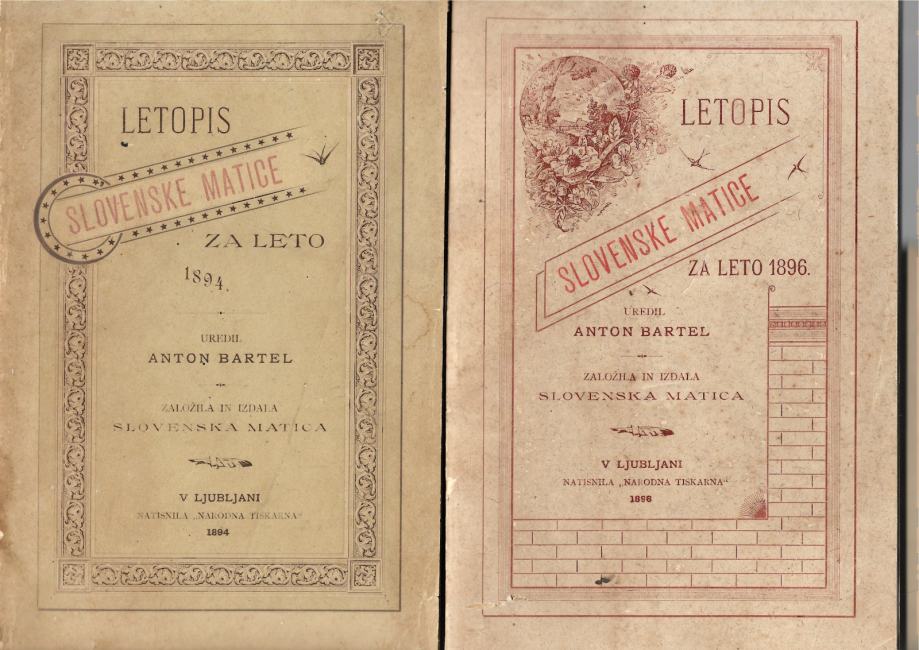 LETOPIS
SLOVENSKE MATICE
ZA LETO
1894.
UREDIL
ANTON BARTEL
ZALOŽILA IN IZDALA
SLOVENSKA MATICA
V LJUBLJANI
NATISNILA „NARODNA TISKARNA“
1894
LETOPIS
SLOVENSKE MATICE
ZA LETO 1896.
UREDIL
ANTON BARTEL
ZALOŽILA IN IZDALA
SLOVENSKA MATICA
V LJUBLJANI
NATISNILA „NARODNA TISKARNA“
1896